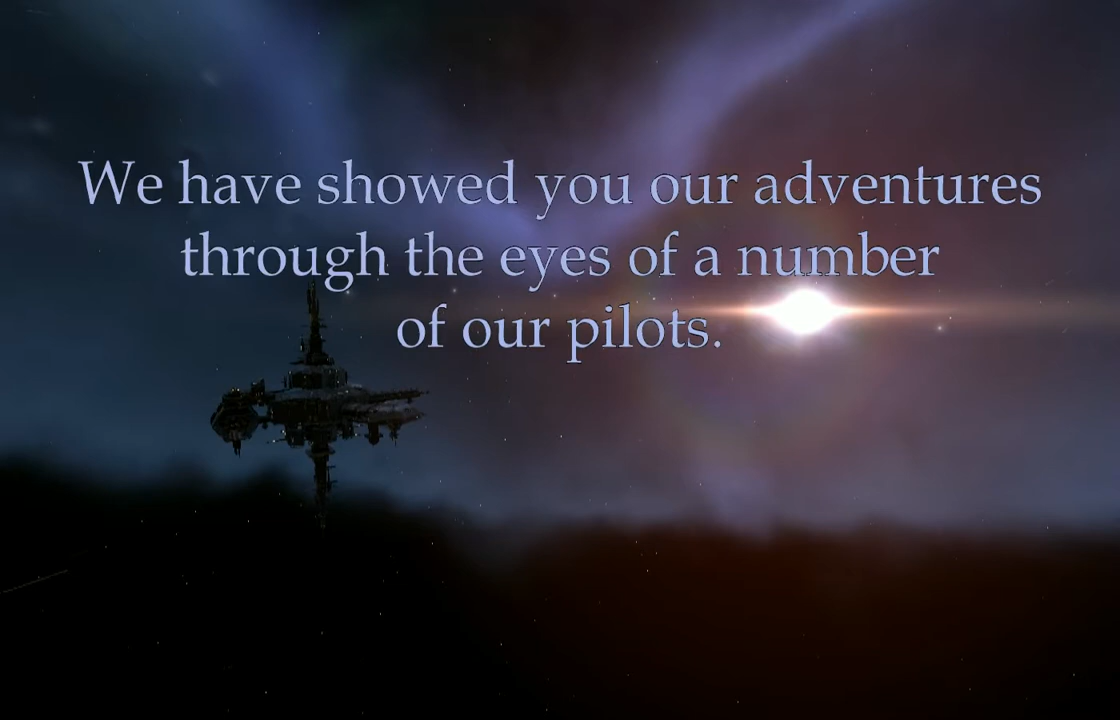 We have showed you our adventures
through the eyes of a number
of our pilots.